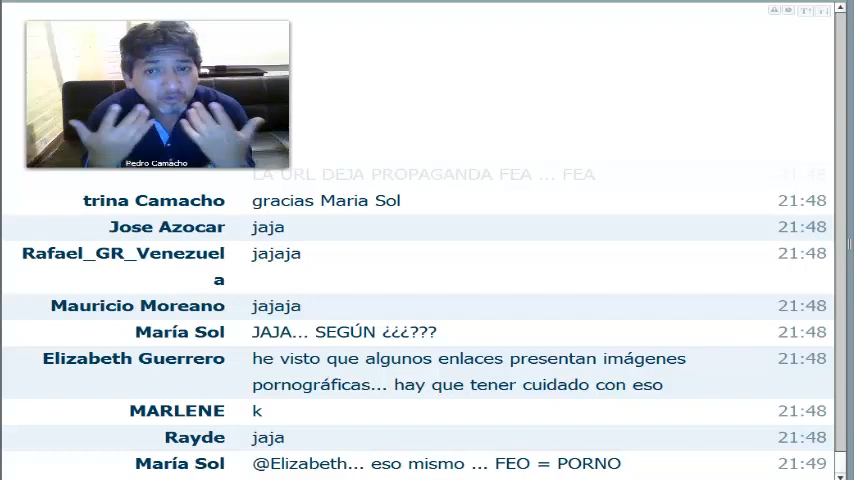 Pedro Camacho
LA URL DEJA PROPAGANDA FEA ... FEA 21:48
trina Camacho gracias Maria Sol 21:48
Jose Azocar jaja 21:48
Rafael_GR_Venezuel jajaja 21:48
a
Mauricio Moreano jajaja 21:48
María Sol JAJA... SEGÚN ¿¿¿??? 21:48
Elizabeth Guerrero he visto que algunos enlaces presentan imágenes 21:48
pornográficas... hay que tener cuidado con eso
MARLENE k 21:48
Rayde jaja 21:48
María Sol @Elizabeth... eso mismo ... FEO = PORNO 21:49